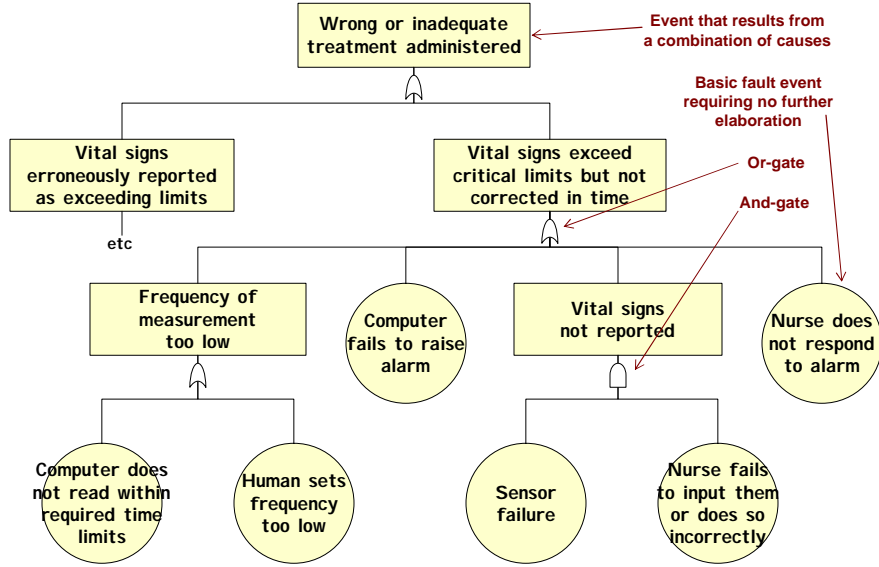 Wrong or inadequate
treatment administered
Event that results from
a combination of causes
Basic fault event
requiring no further
elaboration
Vital signs
erroneously reported
as exceeding limits
Vital signs exceed
critical limits but not
corrected in time
Or-gate
And-gate
etc
Frequency of
measurement
too low
Computer
fails to raise
alarm
Vital signs
not reported
Nurse does
not respond
to alarm
Computer does
not read within
required time
limits
Human sets
frequency
too low
Sensor
failure
Nurse fails
to input them
or does so
incorrectly